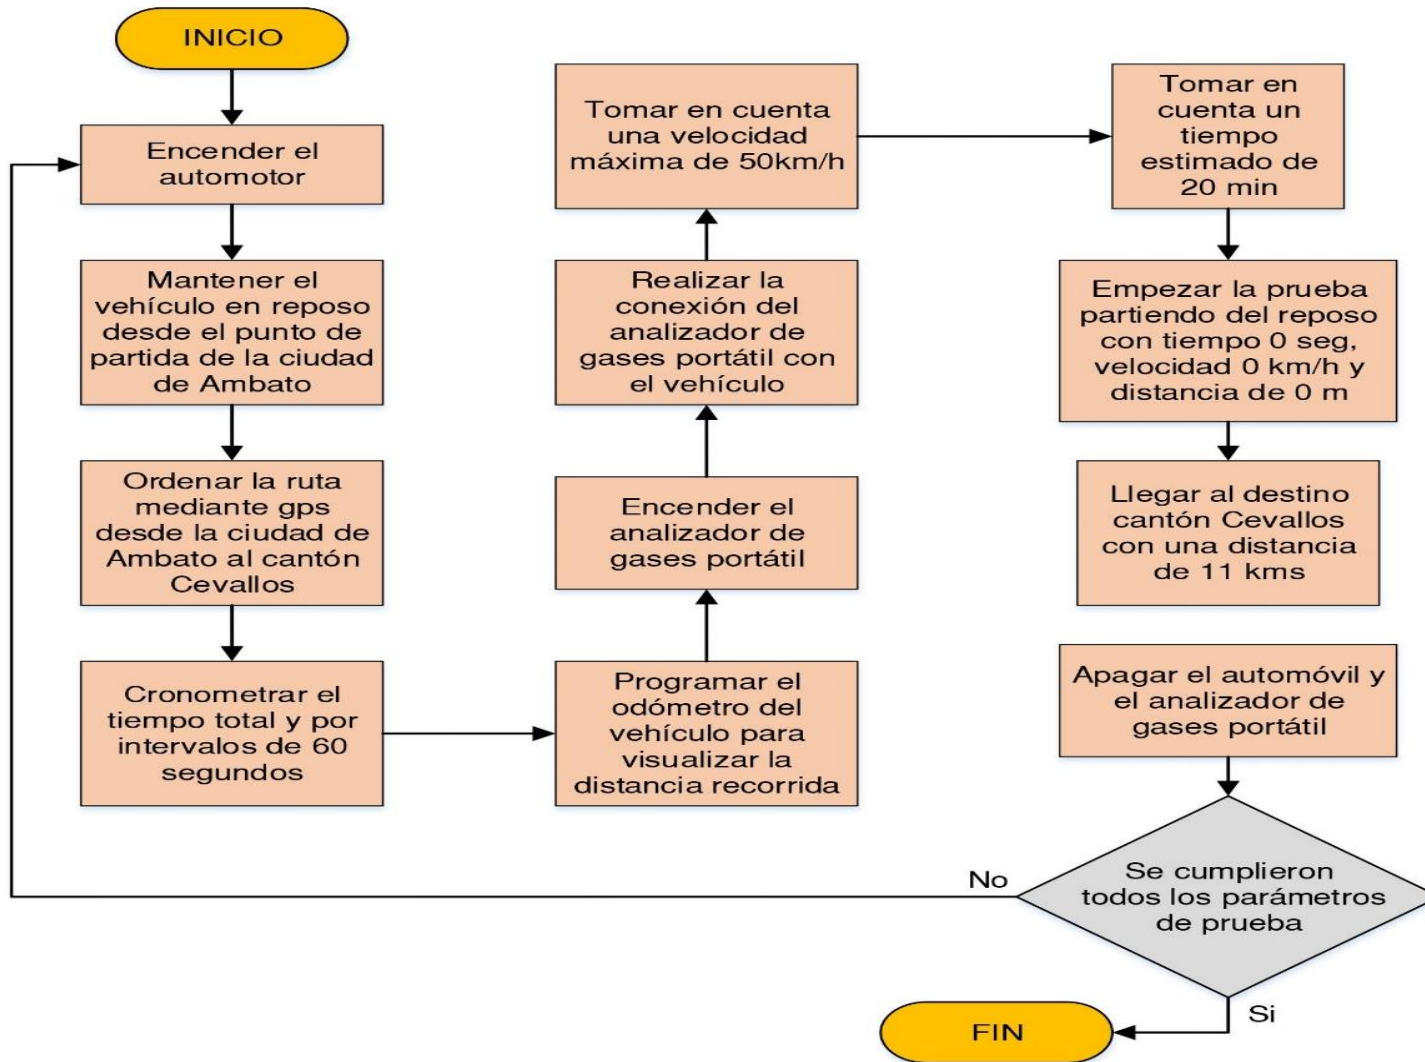 INICIO
Encender el
automotor
Mantener el
vehículo en reposo
desde el punto de
partida de la ciudad
de Ambato
Ordenar la ruta
mediante gps
desde la ciudad de
Ambato al cantón
Cevallos
Cronometrar el
tiempo total y por
intervalos de 60
segundos
Programar el
odómetro del
vehículo para
visualizar la
distancia recorrida
Encender el
analizador de
gases portátil
Realizar la
conexión del
analizador de
gases portátil con
el vehículo
Tomar en cuenta
una velocidad
máxima de 50km/h
Tomar en
cuenta un
tiempo
estimado de
20 min
Empezar la prueba
partiendo del reposo
con tiempo 0 seg,
velocidad 0 km/h y
distancia de 0 m
Llegar al destino
cantón Cevallos
con una distancia
de 11 kms
Apagar el automóvil y
el analizador de
gases portátil
Se cumplieron
todos los parámetros
de prueba
No
Si
FIN